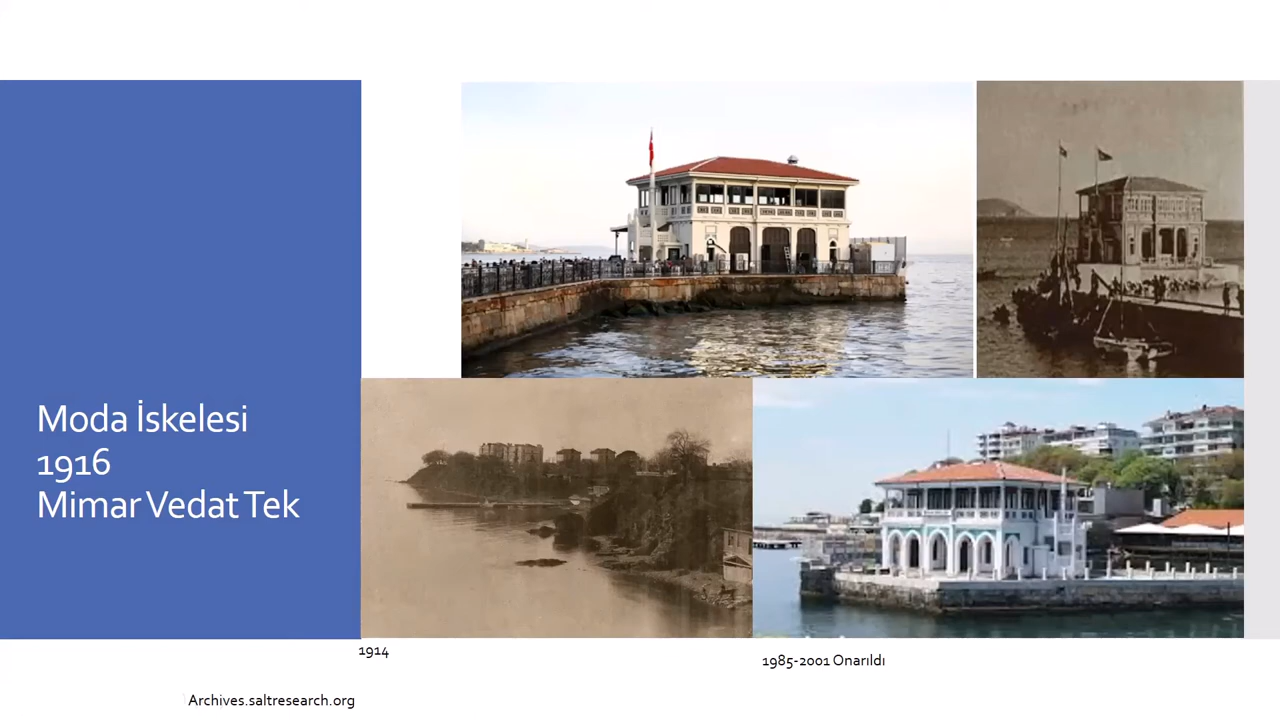 Moda İskelesi
1916
Mimar Vedat Tek
1914
1985-2001 Onarıldı
Archives.saltresearch.org